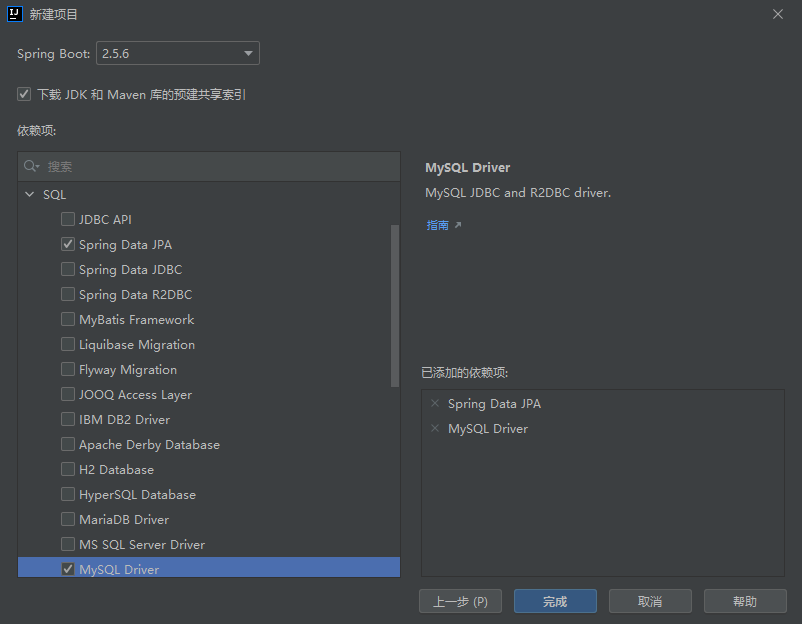 IJ 新建项目
Spring Boot: 2.5.6
下载 JDK 和 Maven 库的预建共享索引
依赖项:
搜索
SQL
JDBC API
Spring Data JPA
Spring Data JDBC
Spring Data R2DBC
MyBatis Framework
Liquibase Migration
Flyway Migration
JOOQ Access Layer
IBM DB2 Driver
Apache Derby Database
H2 Database
HyperSQL Database
MariaDB Driver
MS SQL Server Driver
MySQL Driver
MySQL Driver
MySQL JDBC and R2DBC driver.
指南
已添加的依赖项:
Spring Data JPA
MySQL Driver
上一步 (P) 完成 取消 帮助